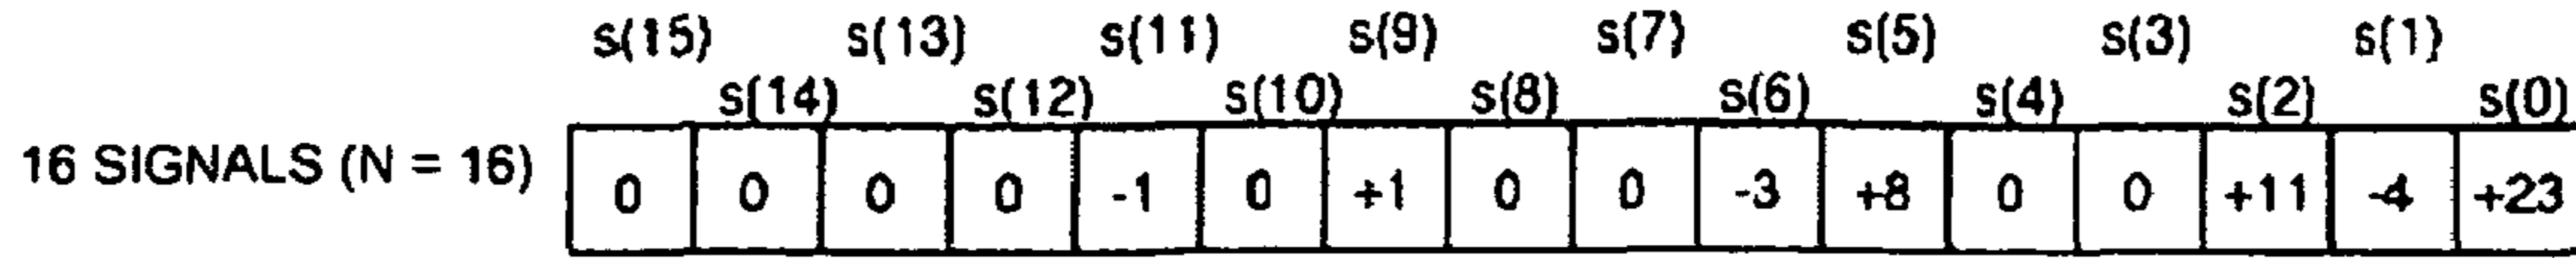 s(15) s(13) s(11) s(9) s(7) s(5) s(3) s(1)
s(14) s(12) s(10) s(8) s(6) s(4) s(2) s(0)
16 SIGNALS (N = 16) 0 0 0 0 -1 0 +1 0 0 -3 +8 0 0 +11 -4 +23